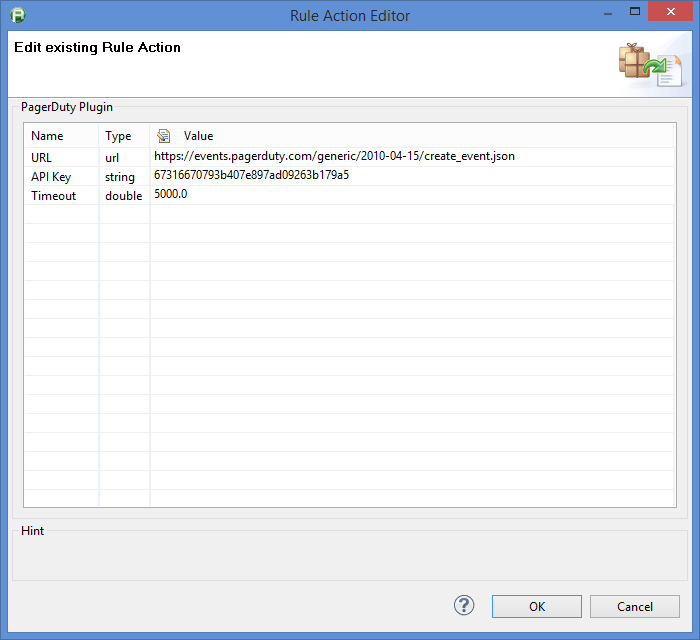 Rule Action Editor
Edit existing Rule Action
PagerDuty Plugin
Name Type Value
URL url https://events.pagerduty.com/generic/2010-04-15/create_event.json
API Key string 67316670793b407e897ad09263b179a5
Timeout double 5000.0
Hint
? OK Cancel